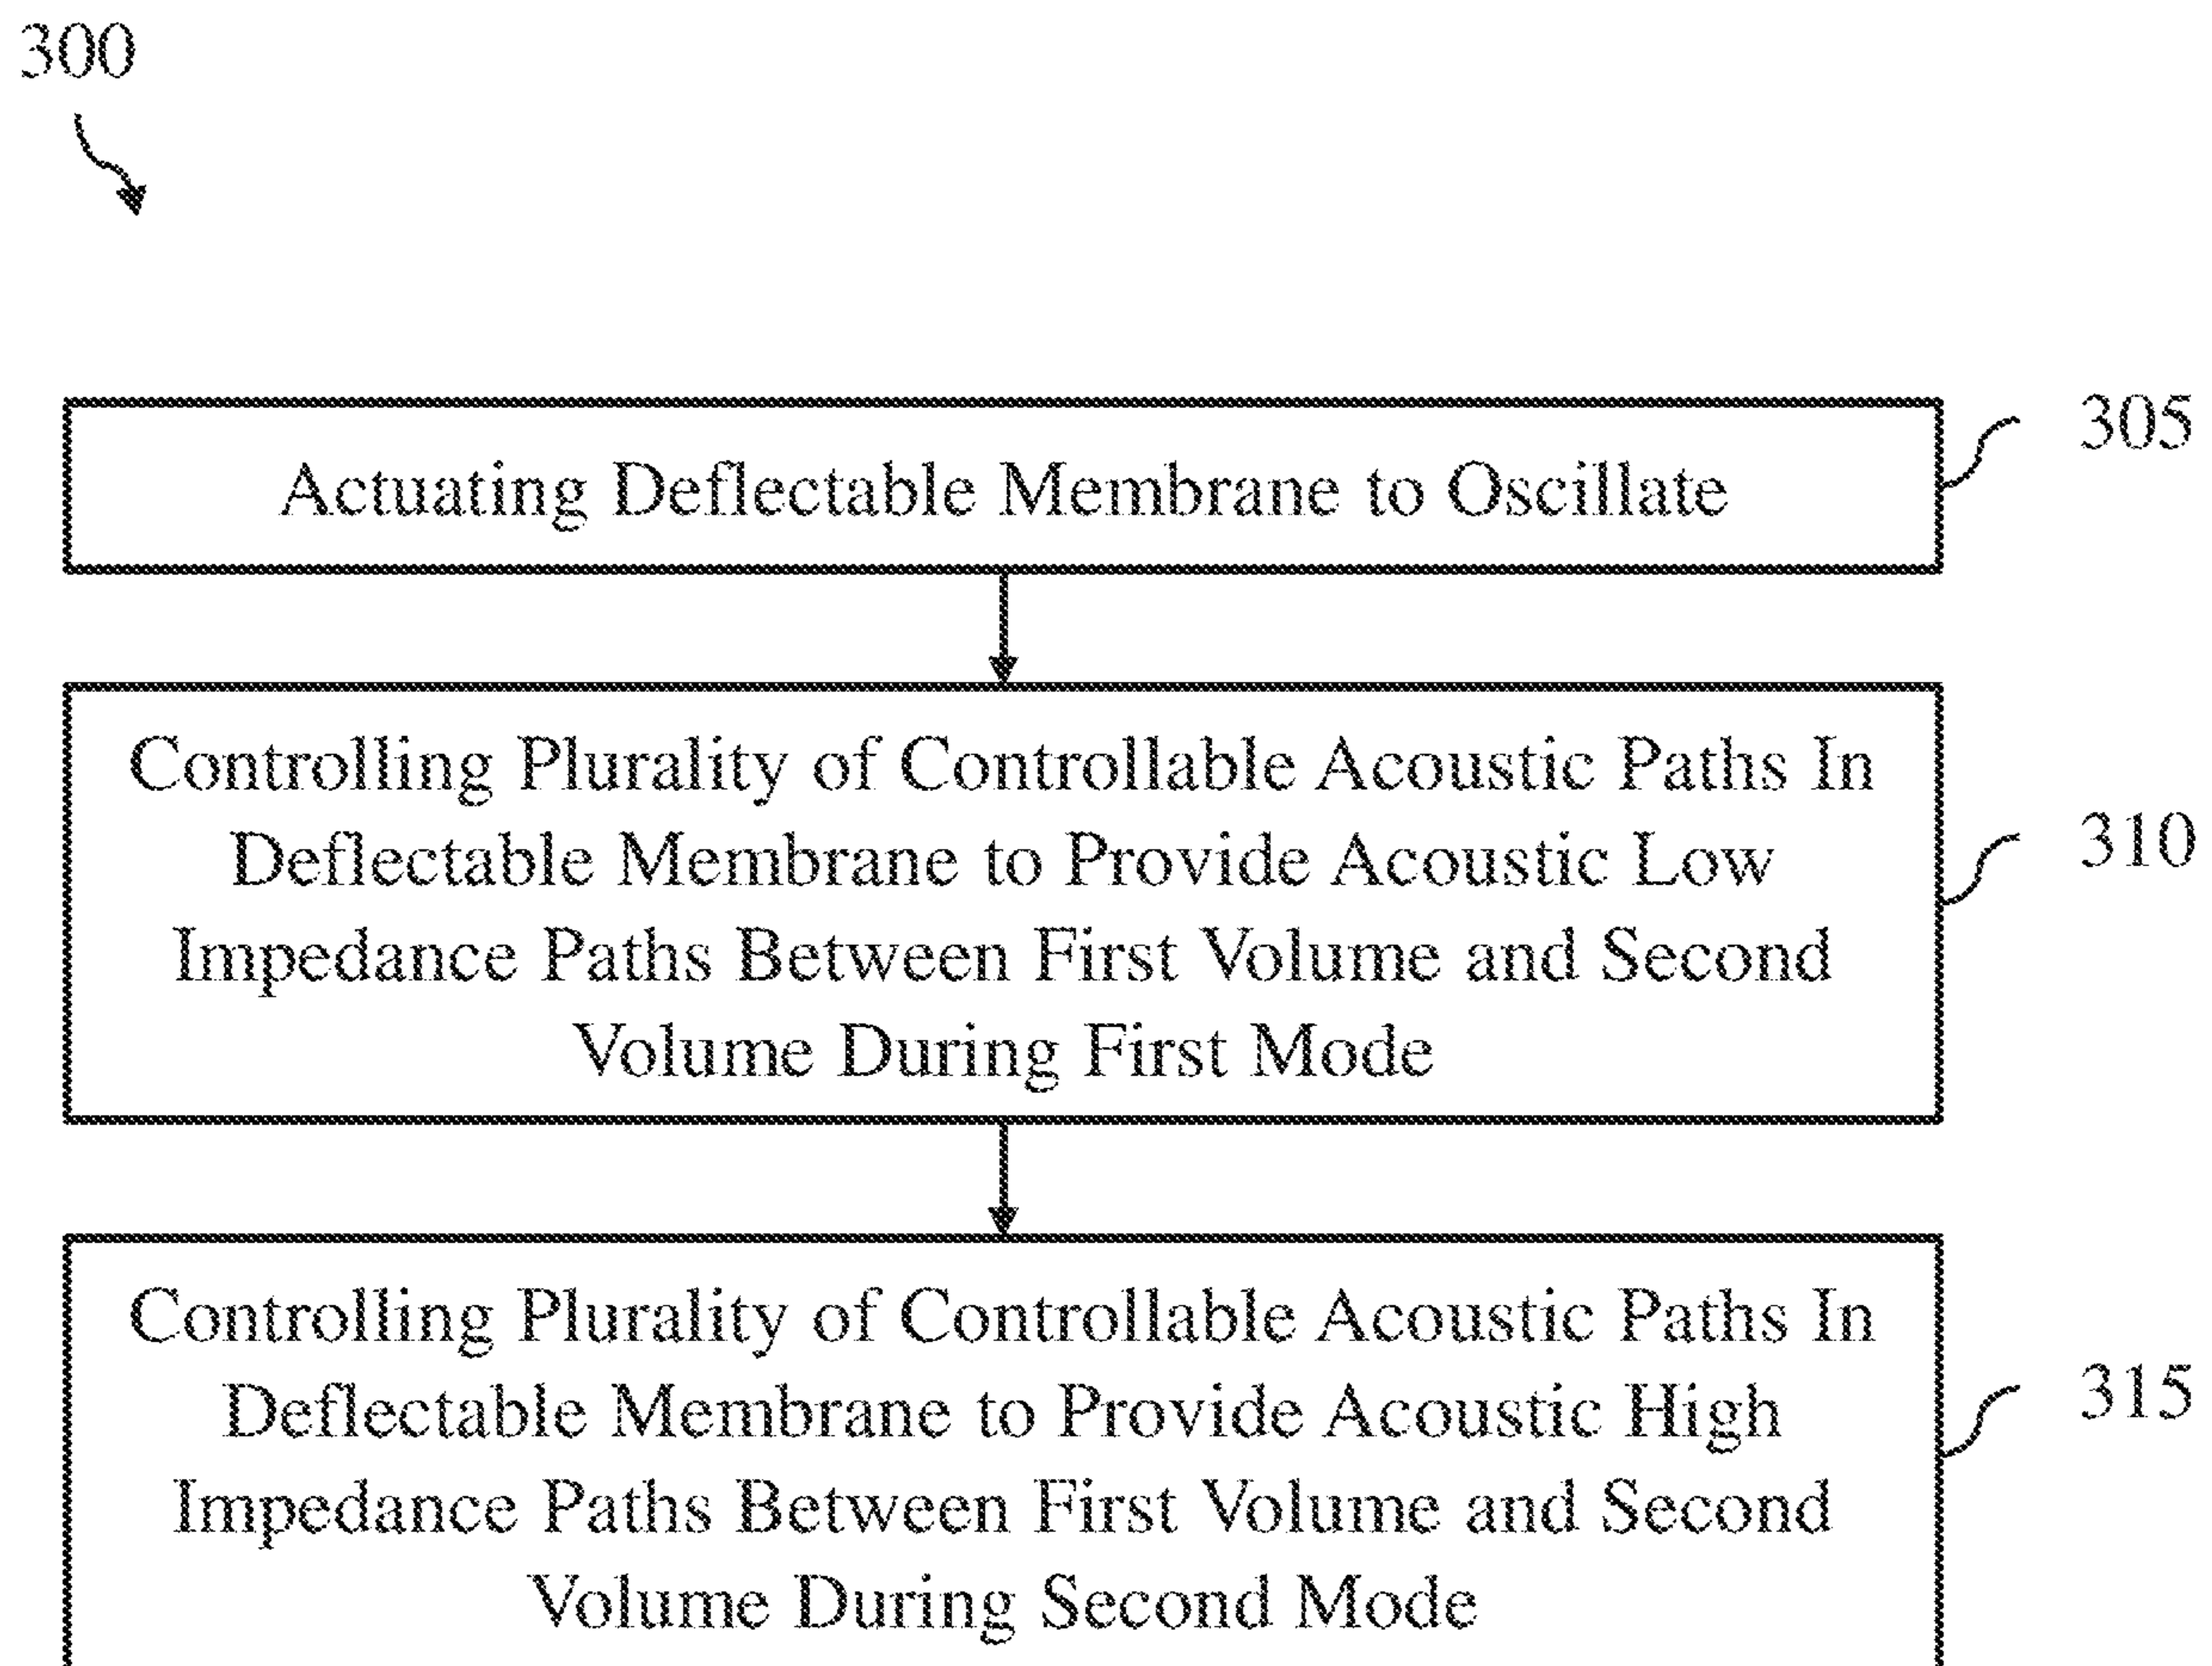 300
Actuating Deflectable Membrane to Oscillate
305
Controlling Plurality of Controllable Acoustic Paths In
Deflectable Membrane to Provide Acoustic Low
Impedance Paths Between First Volume and Second
Volume During First Mode
310
Controlling Plurality of Controllable Acoustic Paths In
Deflectable Membrane to Provide Acoustic High
Impedance Paths Between First Volume and Second
Volume During Second Mode
315